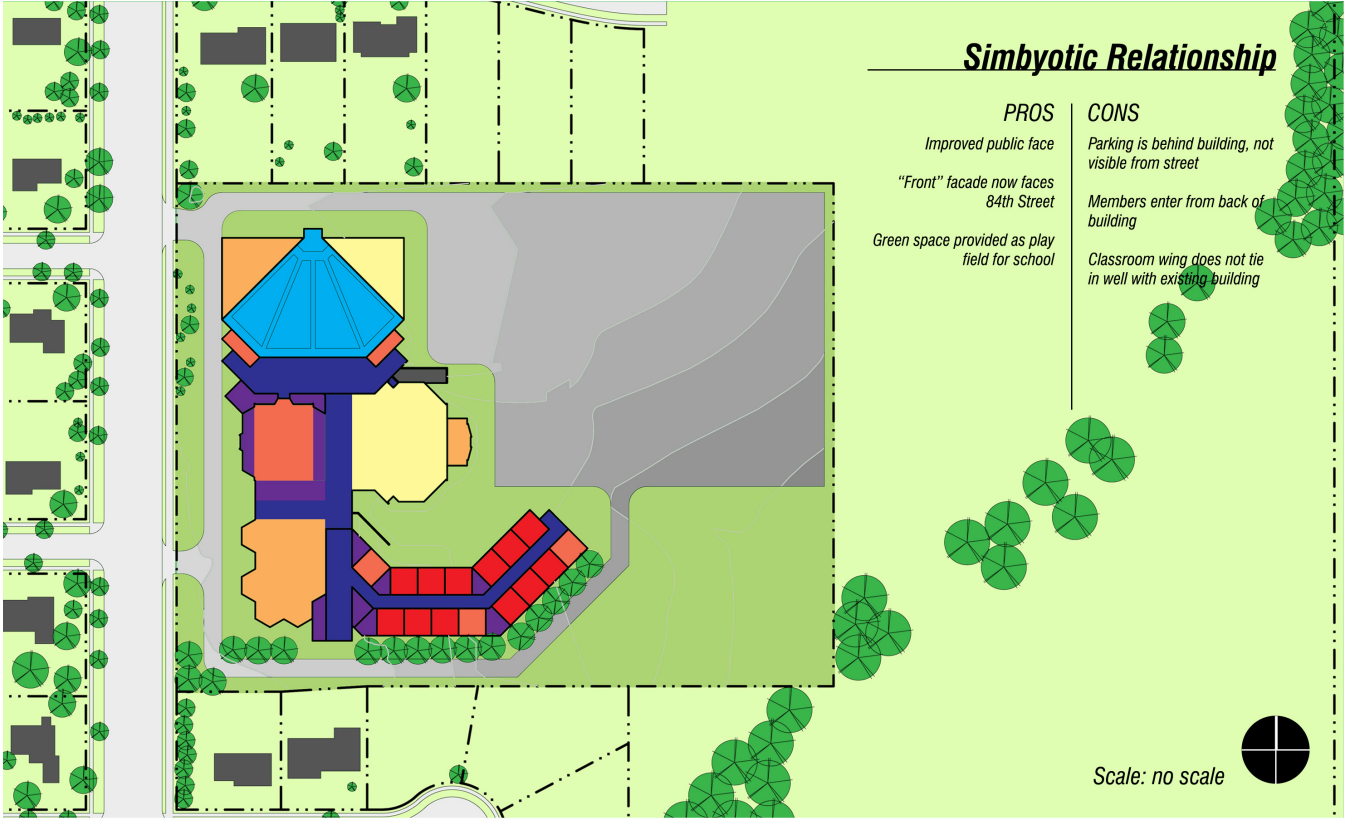 Simbyotic Relationship
PROS
Improved public face
“Front” facade now faces
84th Street
Green space provided as play
field for school
CONS
Parking is behind building, not
visible from street
Members enter from back of
building
Classroom wing does not tie
in well with existing building
Scale: no scale